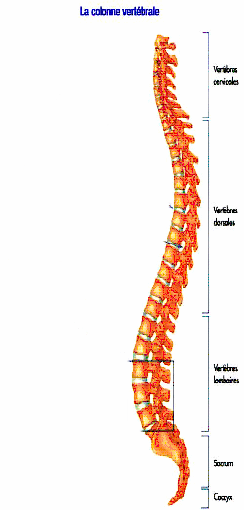 La colonne vertébrale
Vertèbres
cervicales
Vertèbres
dorsales
Vertèbres
lombaires
Sacrum
Coccyx